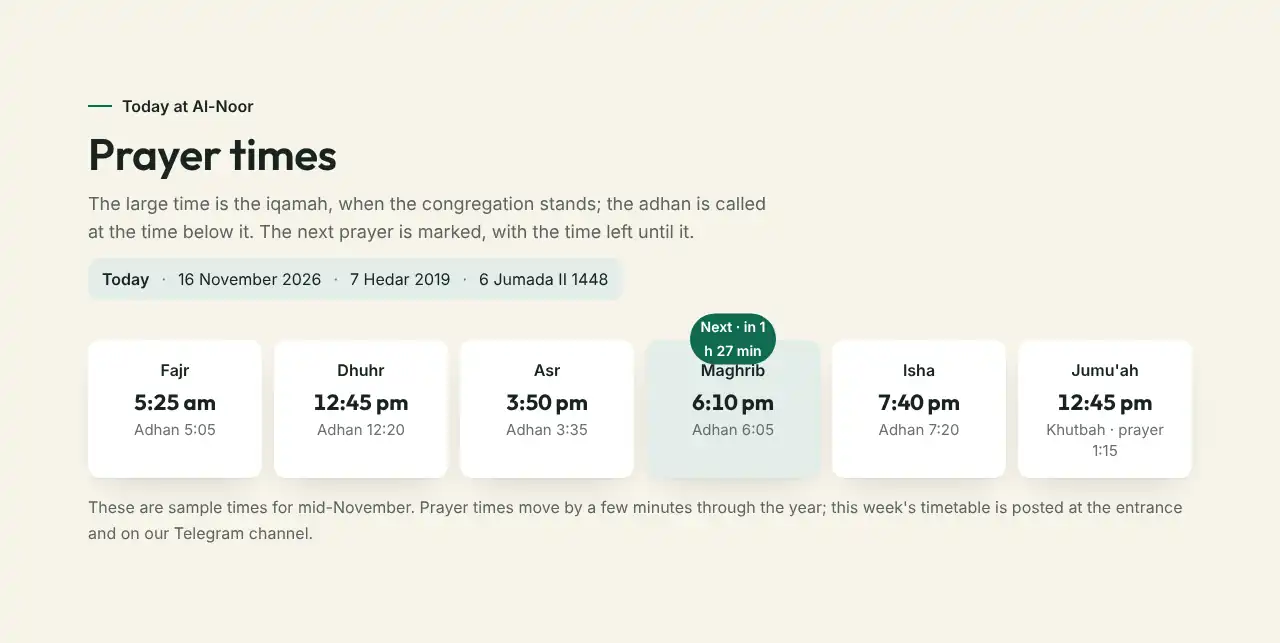 Today at Al-Noor
Prayer times
The large time is the iqamah, when the congregation stands; the adhan is called
at the time below it. The next prayer is marked, with the time left until it.
Today · 16 November 2026 · 7 Hedar 2019 · 6 Jumada II 1448
Fajr
5:25 am
Adhan 5:05
Dhuhr
12:45 pm
Adhan 12:20
Asr
3:50 pm
Adhan 3:35
Next · in 1
h 27 min
Maghrib
6:10 pm
Adhan 6:05
Isha
7:40 pm
Adhan 7:20
Jumu'ah
12:45 pm
Khutbah · prayer
1:15
These are sample times for mid-November. Prayer times move by a few minutes through the year; this week's timetable is posted at the entrance
and on our Telegram channel.